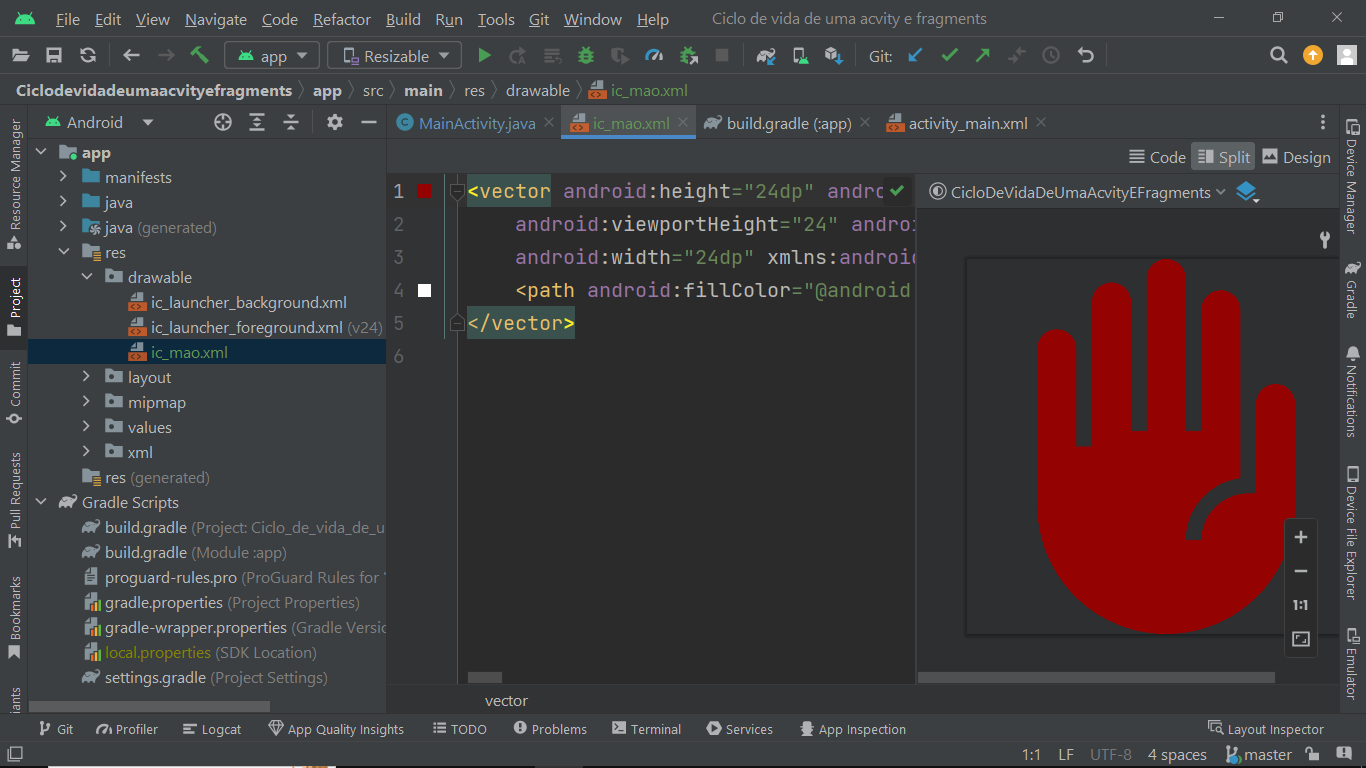 File Edit View Navigate Code Refactor Build Run Tools Git Window Help Ciclo de vida de uma acvity e fragments
app Resizable Git:
Ciclodevidadeumaacvityefragments app src main res drawable ic_mao.xml
Android
MainActivity.java ic_mao.xml build.gradle (:app) activity_main.xml
Code Split Design
Resource Manager
Project
Commit
Pull Requests
Bookmarks
app
manifests
java
java (generated)
res
drawable
ic_launcher_background.xml
ic_launcher_foreground.xml (v24)
ic_mao.xml
layout
mipmap
values
xml
res (generated)
Gradle Scripts
build.gradle (Project: Ciclo_de_vida_de_u
build.gradle (Module :app)
proguard-rules.pro (ProGuard Rules for
gradle.properties (Project Properties)
gradle-wrapper.properties (Gradle Versio
local.properties (SDK Location)
settings.gradle (Project Settings)
1 <vector android:height="24dp" andro
2 android:viewportHeight="24" androi
3 android:width="24dp" xmlns:android
4 <path android:fillColor="@android
5 </vector>
6
vector
CicloDeVidaDeUmaAcvityEFragments
1:1
Device Manager
Gradle
Notifications
Device File Explorer
Emulator
Git Profiler Logcat App Quality Insights TODO Problems Terminal Services App Inspection Layout Inspector
1:1 LF UTF-8 4 spaces master